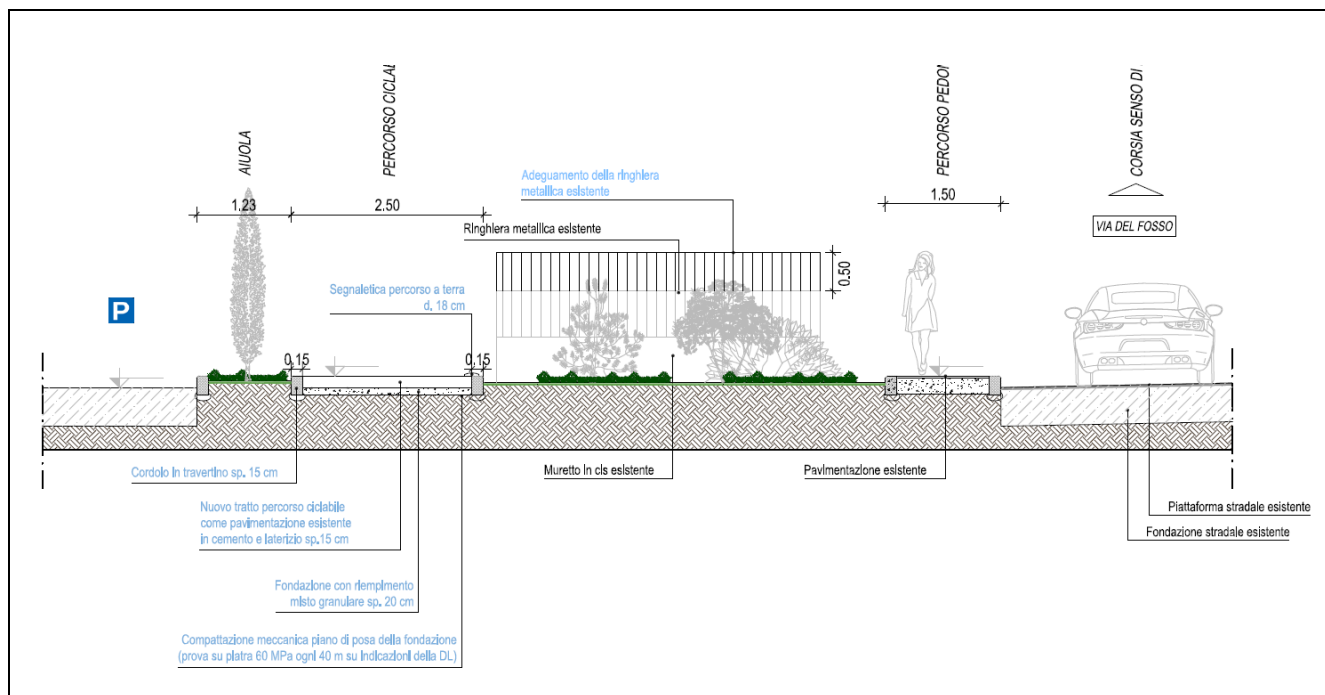 AIUOLA
PERCORSO CICLAB
PERCORSO PEDON
CORSIA SENSO DI
VIA DEL FOSSO
1.23
2.50
1.50
Adeguamento della ringhiera
metallica esistente
Ringhiera metallica esistente
0.50
Segnaletica percorso a terra
d. 18 cm
P
0.15
0.15
Cordolo in travertino sp. 15 cm
Muretto in cls esistente
Pavimentazione esistente
Nuovo tratto percorso ciclabile
come pavimentazione esistente
in cemento e laterizio sp.15 cm
Piattaforma stradale esistente
Fondazione stradale esistente
Fondazione con riempimento
misto granulare sp. 20 cm
Compattazione meccanica piano di posa della fondazione
(prova su piatra 60 MPa ogni 40 m su indicazioni della DL)